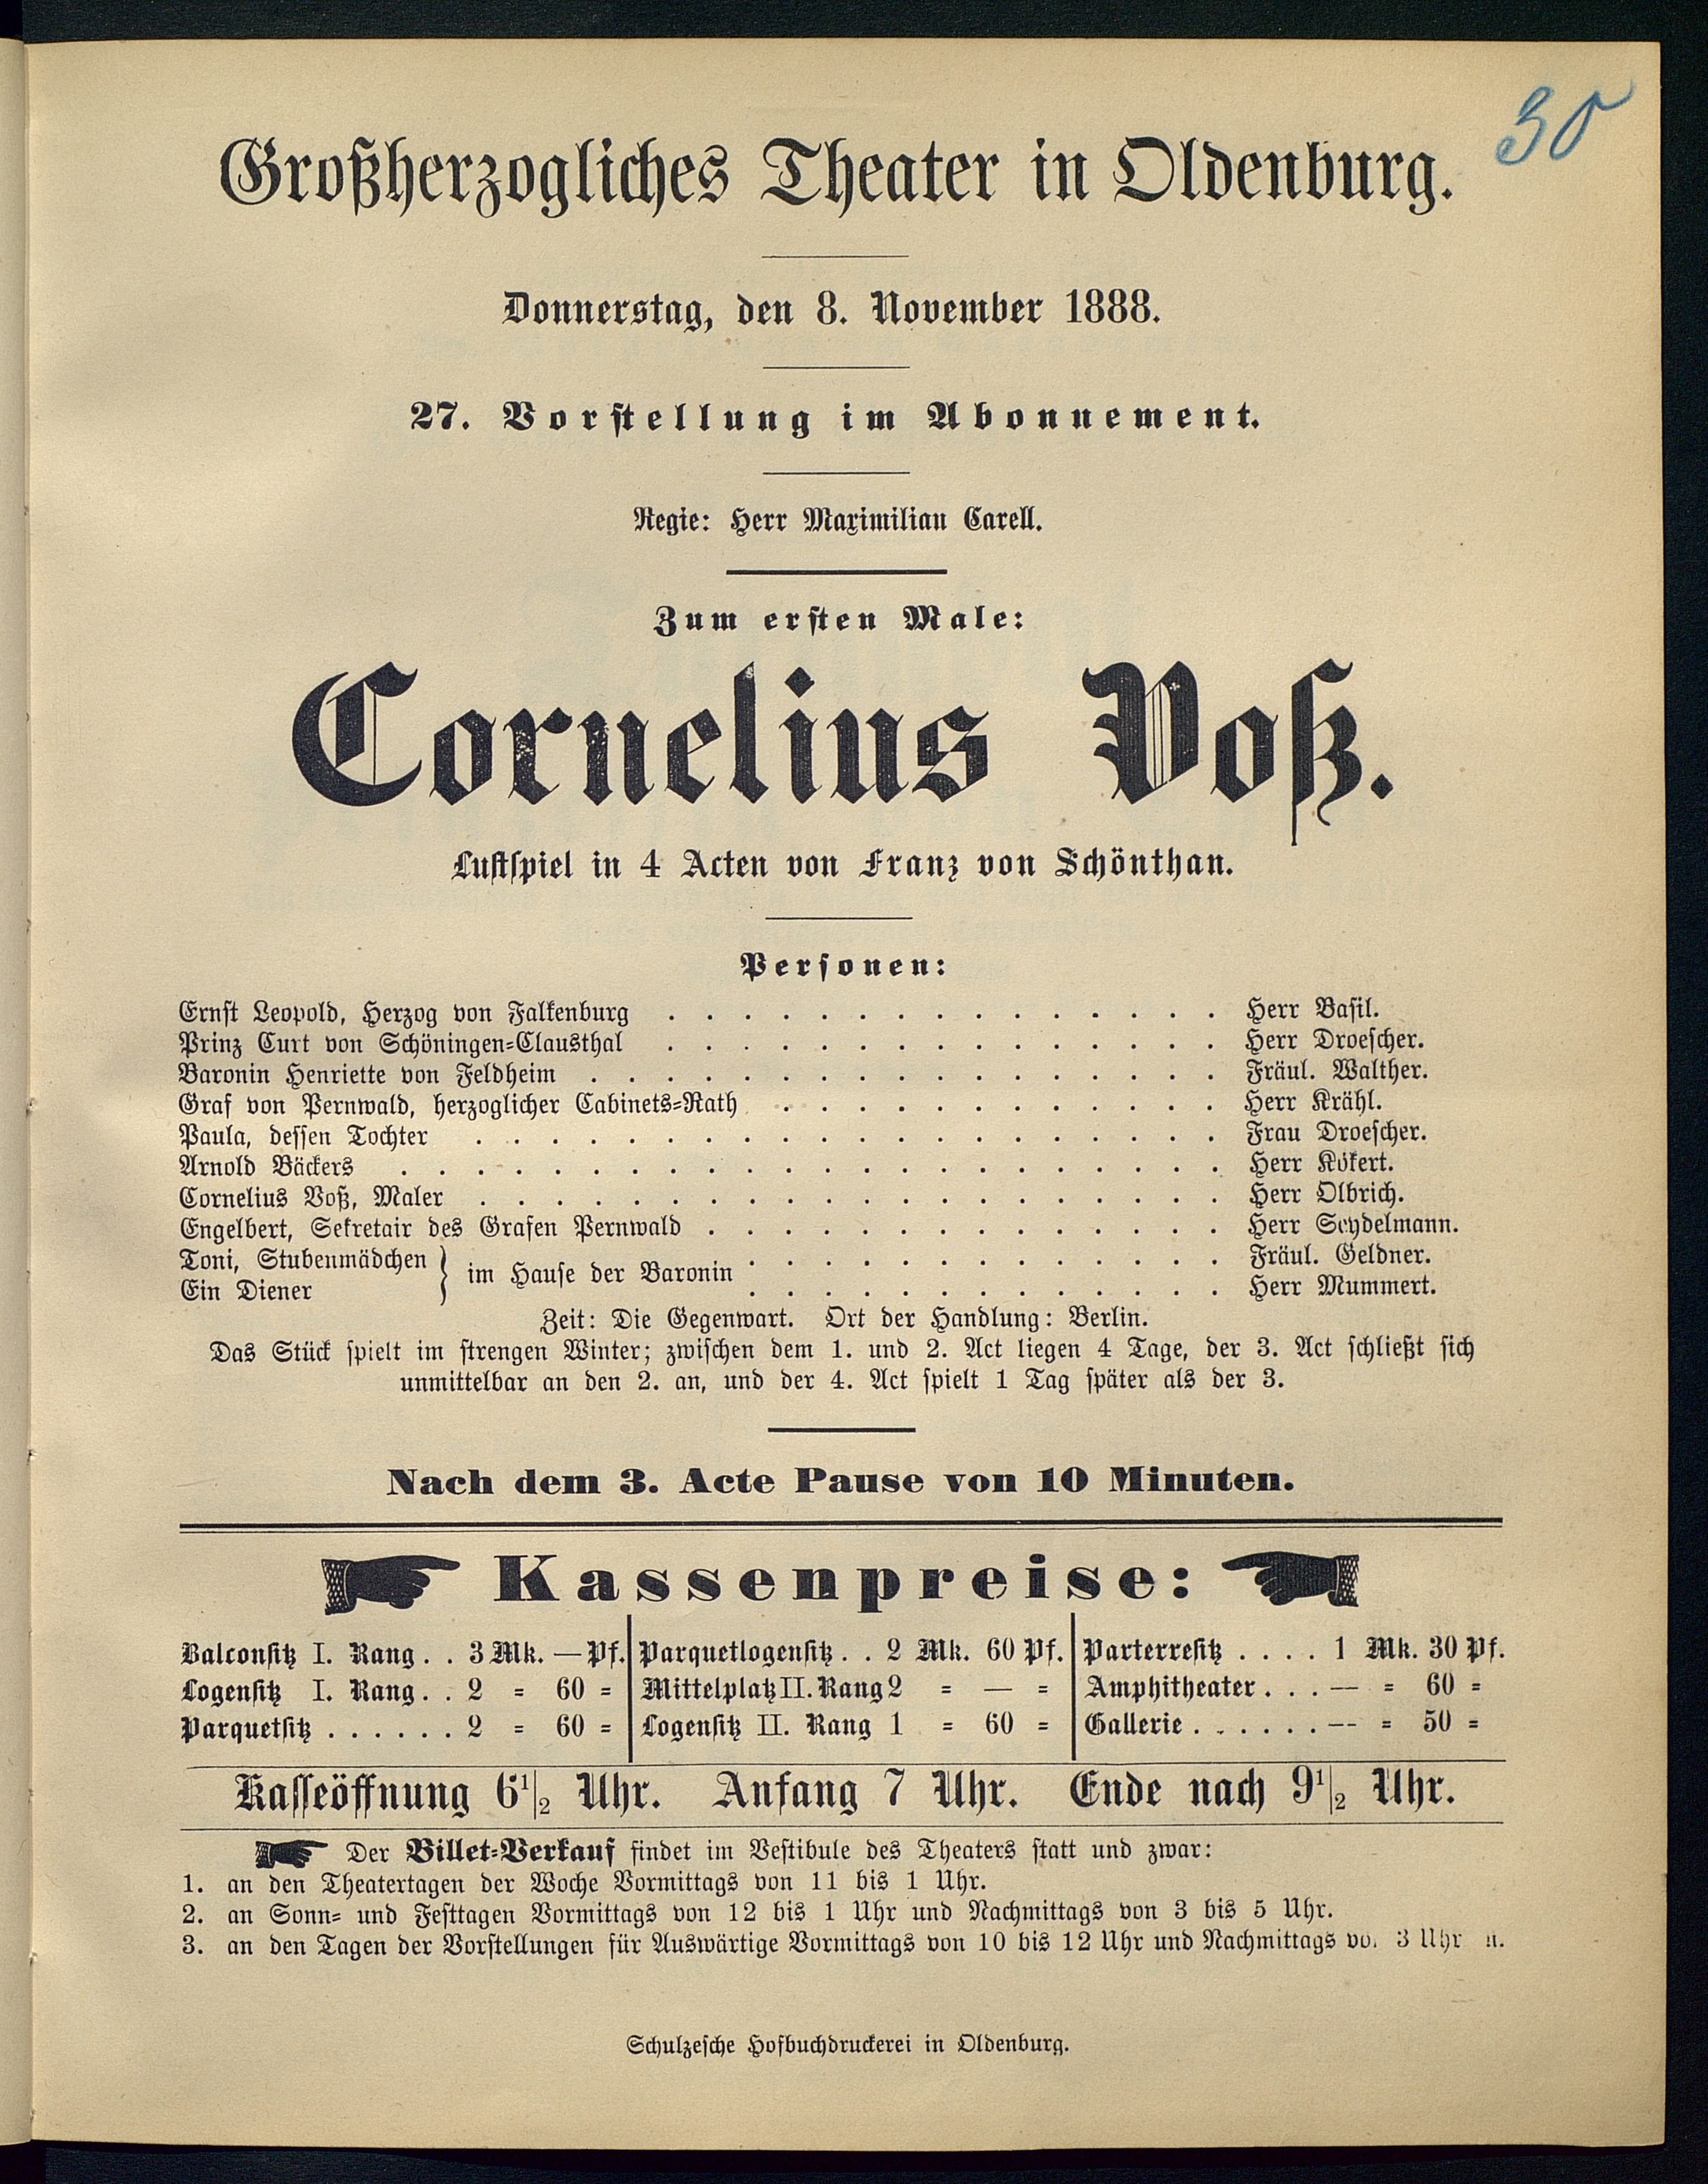 30
Großherzogliches Theater in Oldenburg.
Donnerstag, den 8. November 1888.
27. Vorstellung im Abonnement.
Regie: Herr Maximilian Carell.
Zum ersten Male:
Cornelius Voß.
Lustspiel in 4 Acten von Franz von Schönthan.
Personen:
Ernst Leopold, Herzog von Falkenburg . . . . . . . . . . . . . . . Herr Basil.
Prinz Curt von Schöningen-Clausthal . . . . . . . . . . . . . . . Herr Droescher.
Baronin Henriette von Feldheim . . . . . . . . . . . . . . . . . Fräul. Walther.
Graf von Pernwald, herzoglicher Cabinets-Rath . . . . . . . . . . . . Herr Krähl.
Paula, dessen Tochter . . . . . . . . . . . . . . . . . . . . Frau Droescher.
Arnold Bäckers . . . . . . . . . . . . . . . . . . . . . . Herr Kökert.
Cornelius Voß, Maler . . . . . . . . . . . . . . . . . . . . Herr Olbrich.
Engelbert, Sekretair des Grafen Pernwald . . . . . . . . . . . . . . Herr Seydelmann.
Toni, Stubenmädchen } im Hause der Baronin . . . . . . . . . . . . . Fräul. Geldner.
Ein Diener . . . . . . . . . . . . . Herr Mummert.
Zeit: Die Gegenwart. Ort der Handlung: Berlin.
Das Stück spielt im strengen Winter; zwischen dem 1. und 2. Act liegen 4 Tage, der 3. Act schließt sich
unmittelbar an den 2. an, und der 4. Act spielt 1 Tag später als der 3.
Nach dem 3. Acte Pause von 10 Minuten.
Kassenpreise:
Balconsitz I. Rang . . 3 Mk. — Pf. | Parquetlogensitz . . 2 Mk. 60 Pf. | Parterresitz . . . . 1 Mk. 30 Pf.
Logensitz I. Rang . . 2 = 60 = | Mittelplatz II. Rang 2 = — = | Amphitheater . . . — = 60 =
Parquetsitz . . . . . . 2 = 60 = | Logensitz II. Rang 1 = 60 = | Gallerie . . . . . . — = 50 =
Kasseöffnung 6 1/2 Uhr. Anfang 7 Uhr. Ende nach 9 1/2 Uhr.
Der Billet-Verkauf findet im Vestibule des Theaters statt und zwar:
1. an den Theatertagen der Woche Vormittags von 11 bis 1 Uhr.
2. an Sonn- und Festtagen Vormittags von 12 bis 1 Uhr und Nachmittags von 3 bis 5 Uhr.
3. an den Tagen der Vorstellungen für Auswärtige Vormittags von 10 bis 12 Uhr und Nachmittags 3 Uhr
Schulzesche Hofbuchdruckerei in Oldenburg.